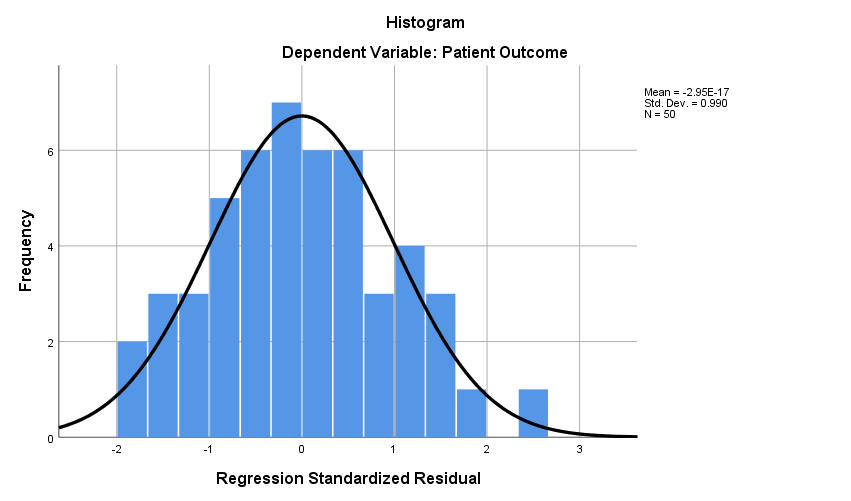 Histogram
Dependent Variable: Patient Outcome
Mean = -2.95E-17
Std. Dev. = 0.990
N = 50
Frequency
6
4
2
0
-2
-1
0
1
2
3
Regression Standardized Residual